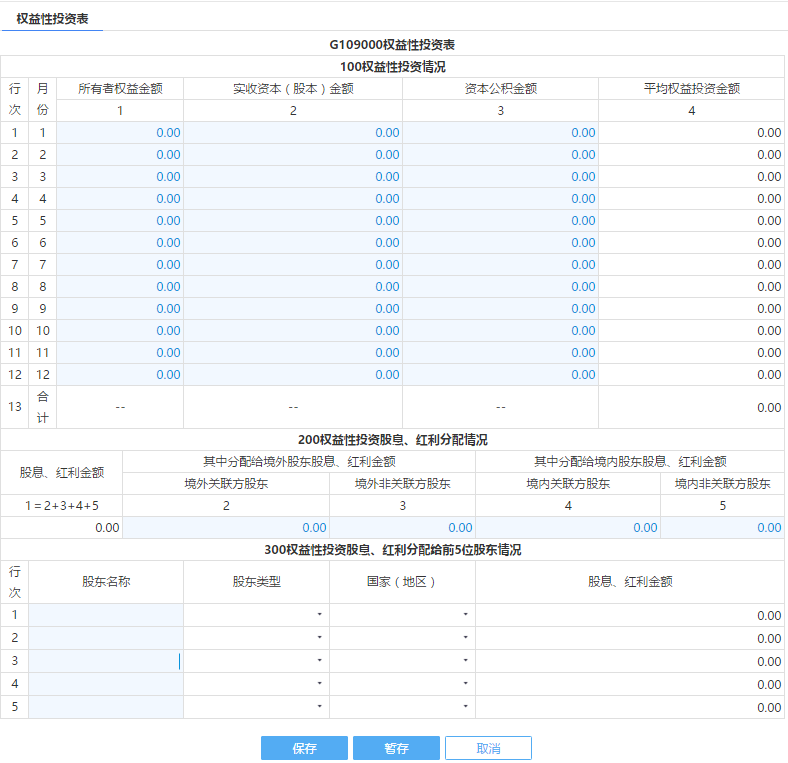 权益性投资表
G109000权益性投资表
100权益性投资情况
行次 月份 所有者权益金额 实收资本（股本）金额 资本公积金额 平均权益投资金额
1 2 3 4
1 1 0.00 0.00 0.00 0.00
2 2 0.00 0.00 0.00 0.00
3 3 0.00 0.00 0.00 0.00
4 4 0.00 0.00 0.00 0.00
5 5 0.00 0.00 0.00 0.00
6 6 0.00 0.00 0.00 0.00
7 7 0.00 0.00 0.00 0.00
8 8 0.00 0.00 0.00 0.00
9 9 0.00 0.00 0.00 0.00
10 10 0.00 0.00 0.00 0.00
11 11 0.00 0.00 0.00 0.00
12 12 0.00 0.00 0.00 0.00
13 合计 -- -- -- 0.00
200权益性投资股息、红利分配情况
股息、红利金额 其中分配给境外股东股息、红利金额 其中分配给境内股东股息、红利金额
境外关联方股东 境外非关联方股东 境内关联方股东 境内非关联方股东
1＝2+3+4+5 2 3 4 5
0.00 0.00 0.00 0.00 0.00
300权益性投资股息、红利分配给前5位股东情况
行次 股东名称 股东类型 国家（地区） 股息、红利金额
1 0.00
2 0.00
3 0.00
4 0.00
5 0.00
保存 暂存 取消